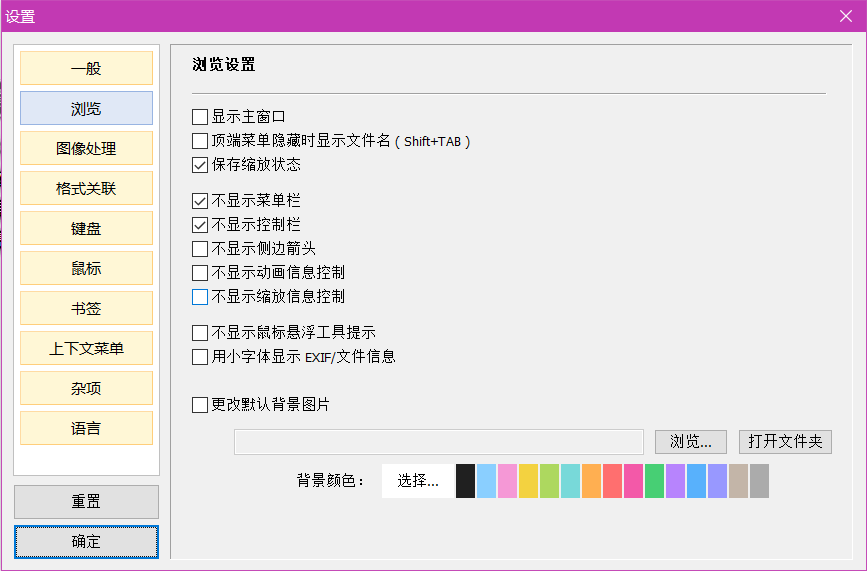 设置
一般
浏览
图像处理
格式关联
键盘
鼠标
书签
上下文菜单
杂项
语言
重置
确定
浏览设置
显示主窗口
顶端菜单隐藏时显示文件名 ( Shift+TAB )
保存缩放状态
不显示菜单栏
不显示控制栏
不显示侧边箭头
不显示动画信息控制
不显示缩放信息控制
不显示鼠标悬浮工具提示
用小字体显示 EXIF/文件信息
更改默认背景图片
浏览... 打开文件夹
背景颜色： 选择...